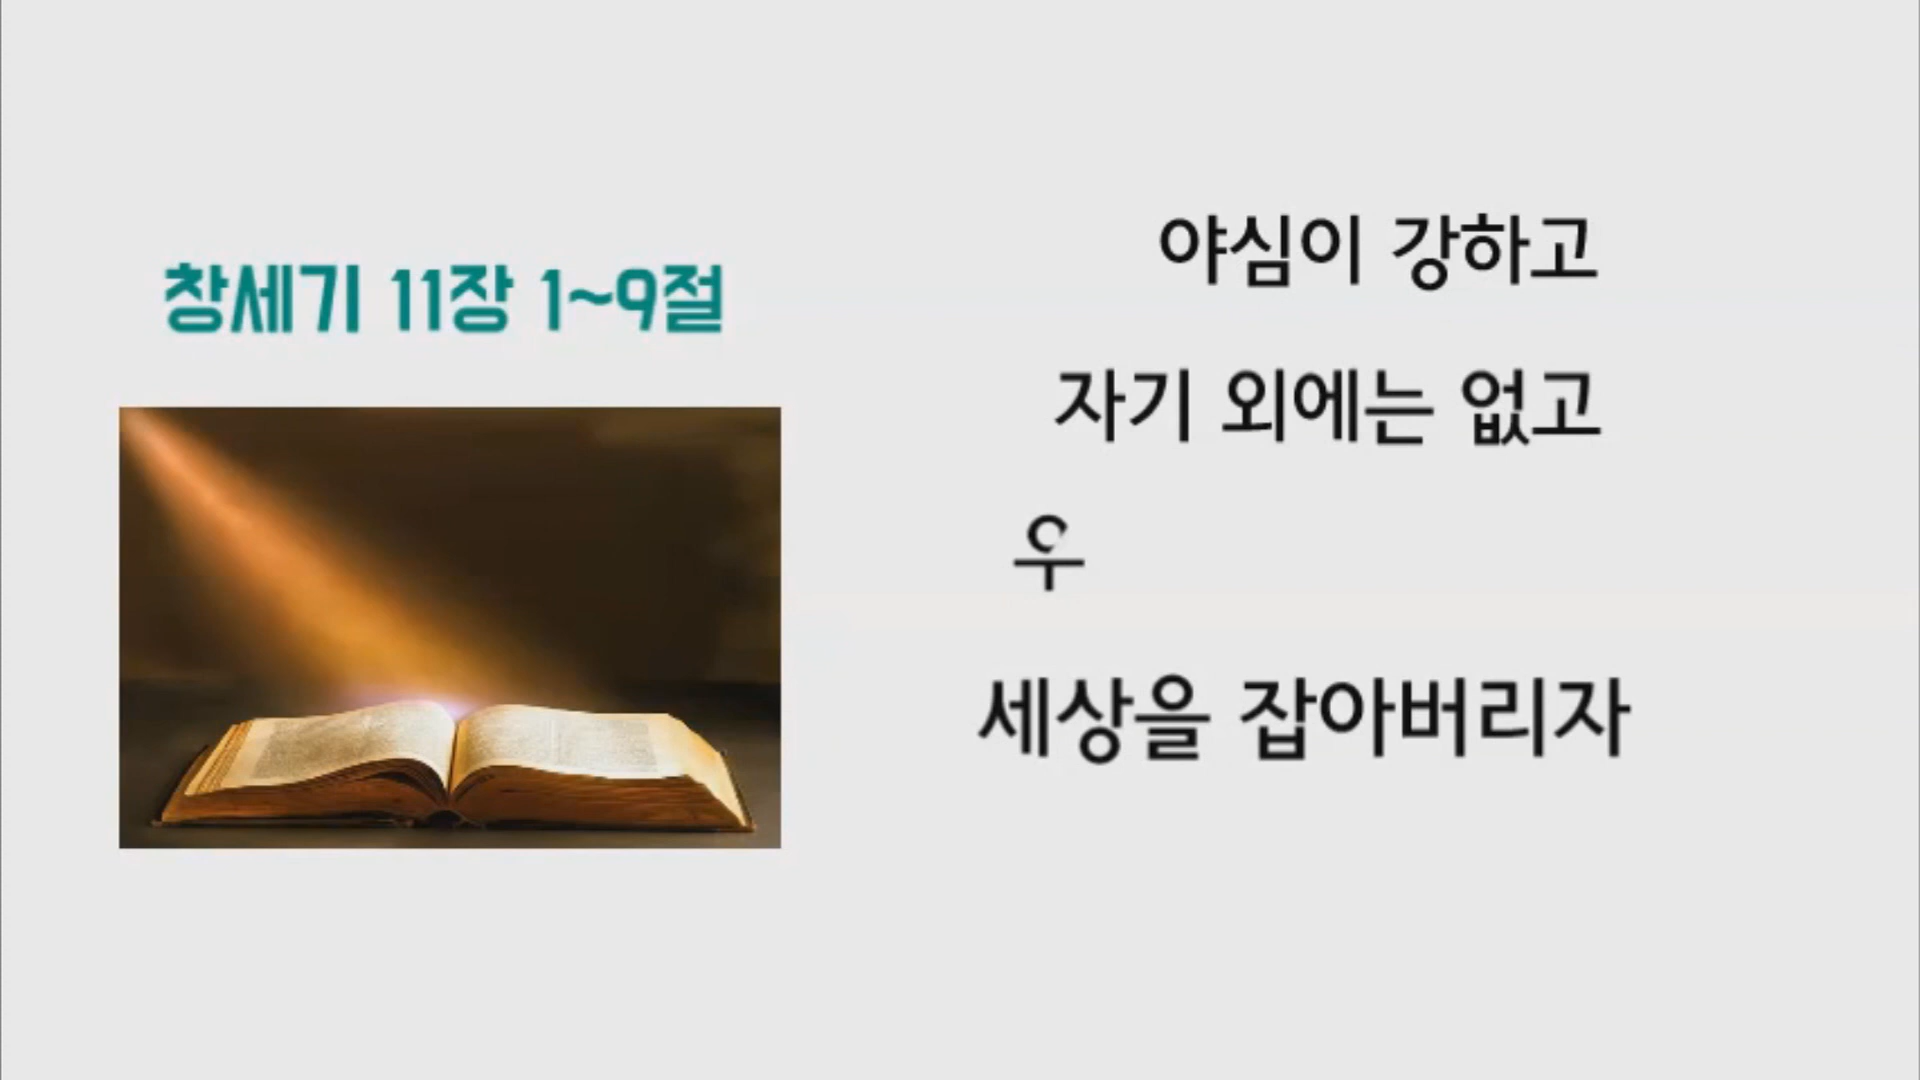 창세기 11장 1~9절
야심이 강하고
자기 외에는 없고
우
세상을 잡아버리자